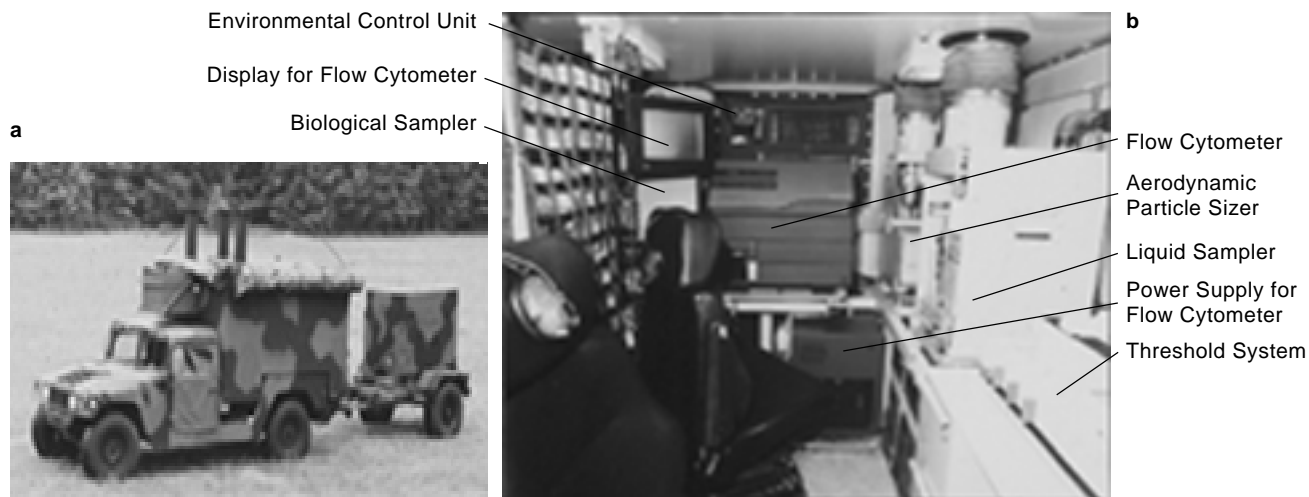 Environmental Control Unit
Display for Flow Cytometer
Biological Sampler
a
b
Flow Cytometer
Aerodynamic
Particle Sizer
Liquid Sampler
Power Supply for
Flow Cytometer
Threshold System